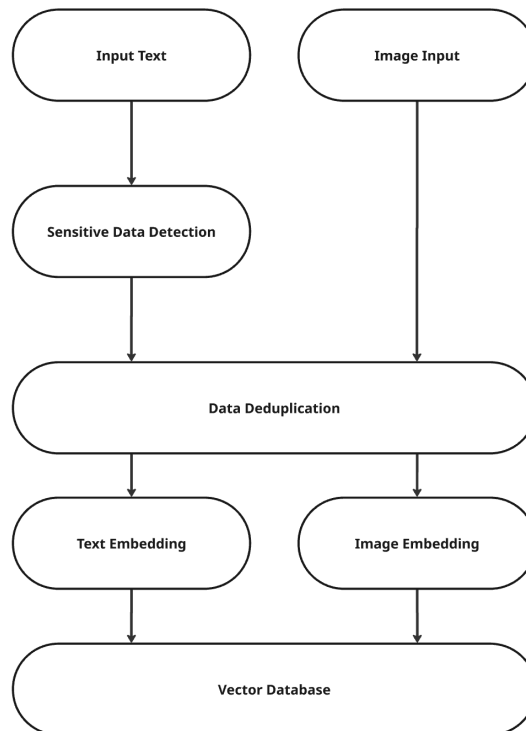 Input Text
Image Input
Sensitive Data Detection
Data Deduplication
Text Embedding
Image Embedding
Vector Database